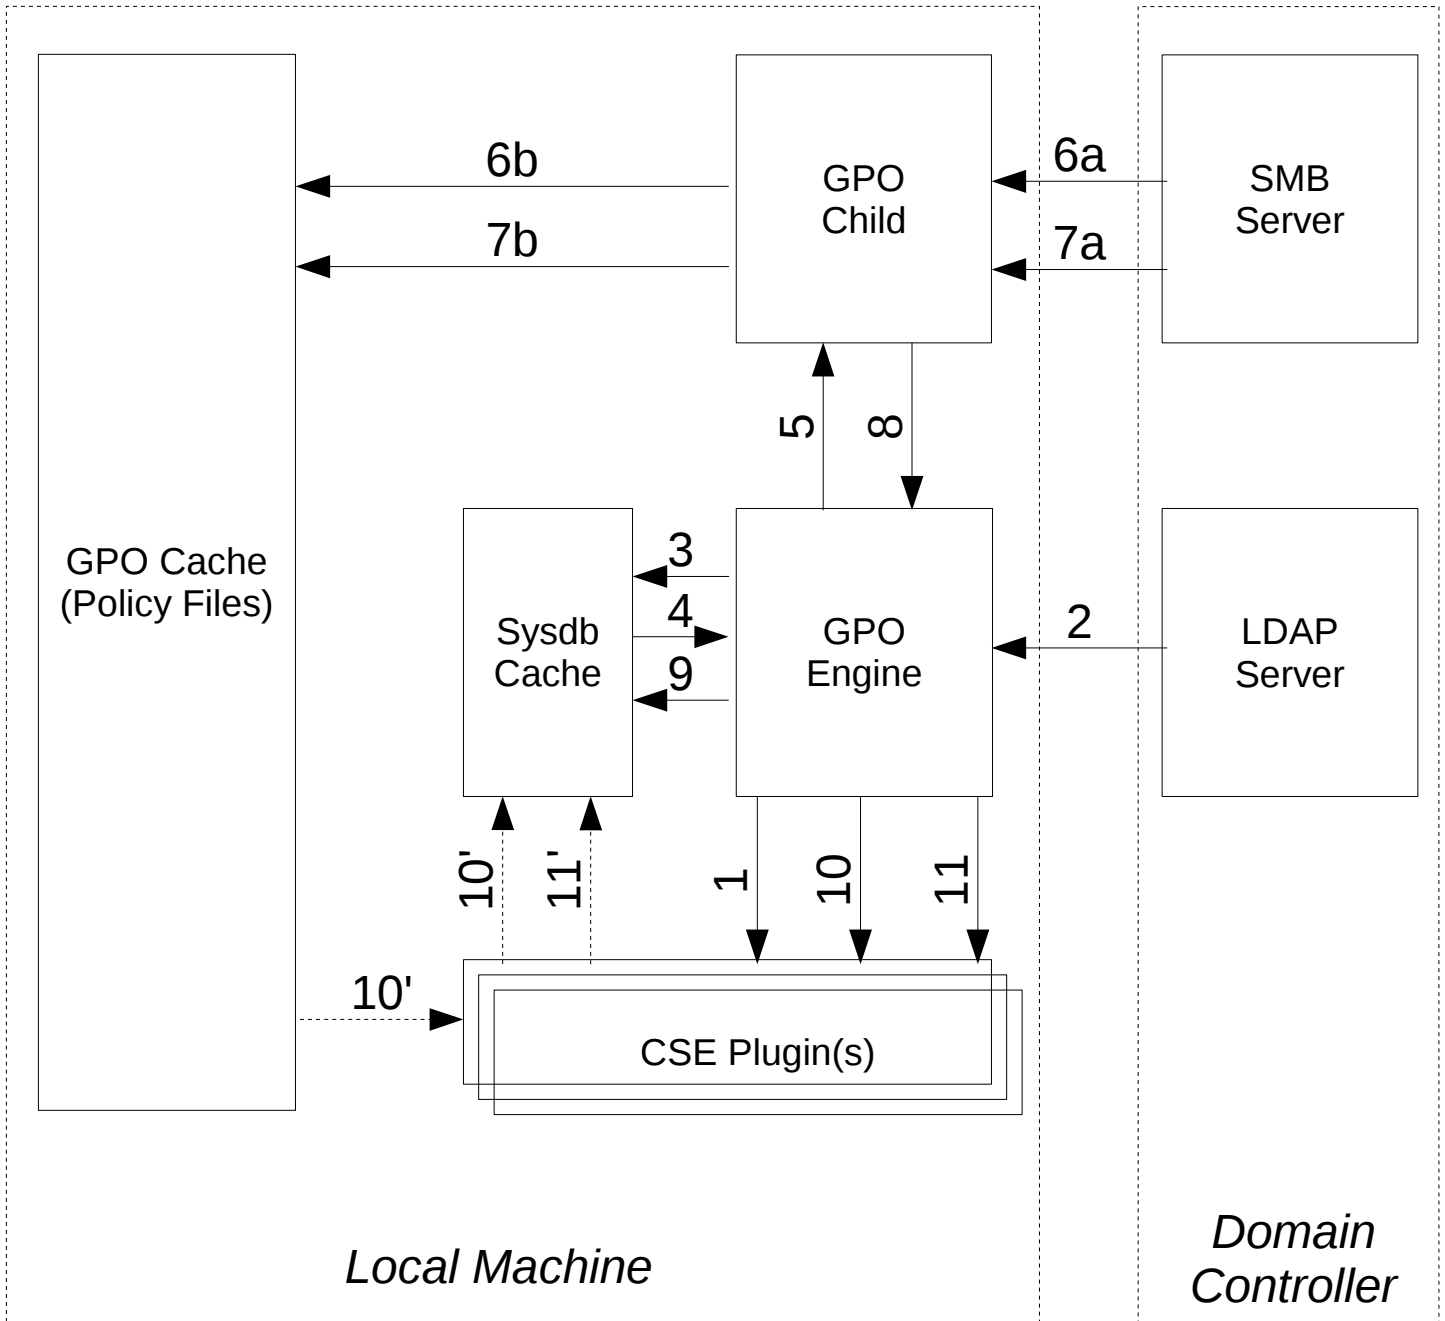 6b
GPO
Child
6a
SMB
Server
7b
7a
5
8
GPO Cache
(Policy Files)
3
4
9
Sysdb
Cache
GPO
Engine
2
LDAP
Server
10'
11'
1
10
11
10'
CSE Plugin(s)
Local Machine
Domain
Controller